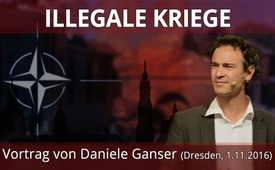 ILLEGALE KRIEGE
Vortrag von Daniele Ganser (Dresden, 1.11.2016)